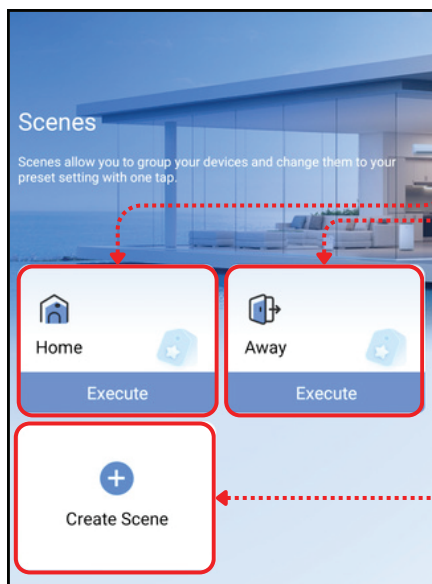 Scenes
Scenes allow you to group your devices and change them to your
preset setting with one tap.
Home
Away
Execute
Execute
Create Scene